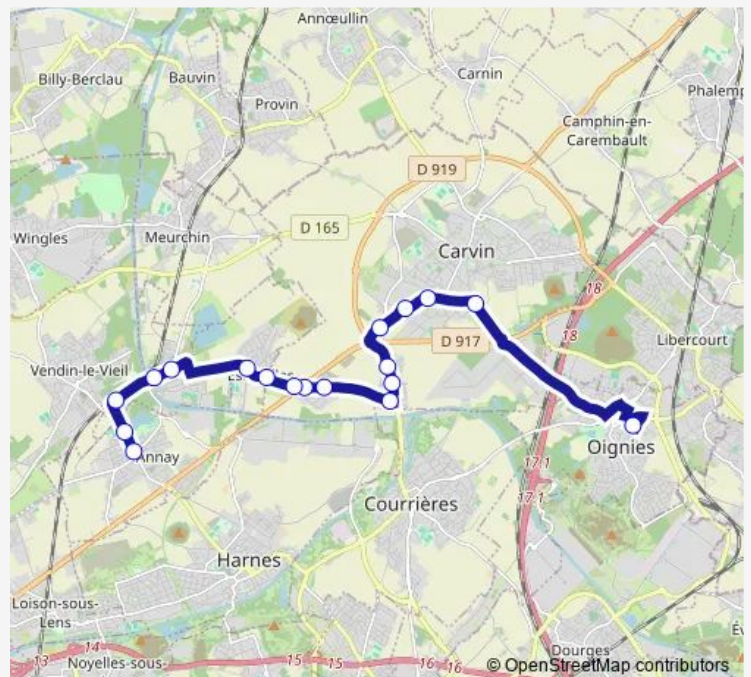 Annœullin
Billy-Berclau
Bauvin
Carnin
Phalemp
Provin
Camphin-en-
Carembault
D 919
D 165
Wingles
Meurchin
Carvin
18
18
D 917
Libercourt
Vendin-le-Vieil
Es
Oignies
Annay
17.1
17.1
Courrières
Harnes
Loison-sous-
Lens
Dourges
14
13
Noyelles-sous-
15
15
16
16
© OpenStreetMap contributors